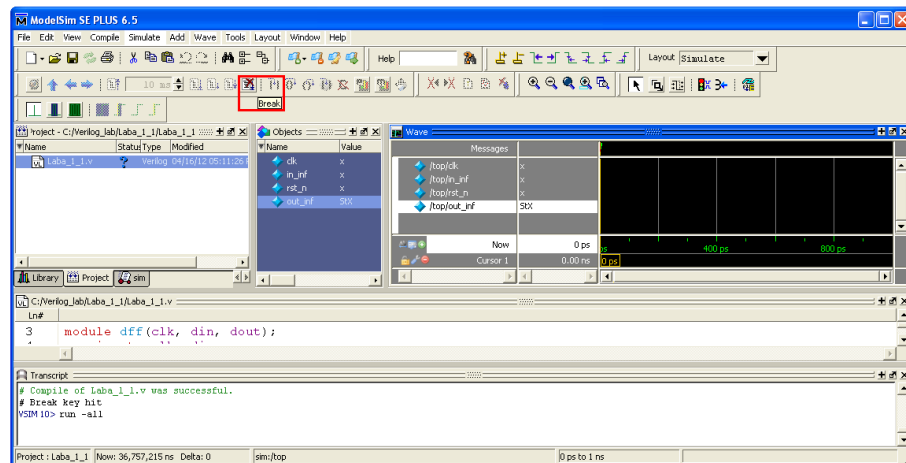 ModelSim SE PLUS 6.5
File Edit View Compile Simulate Add Wave Tools Layout Window Help
Help
Layout Simulate
10 ms
Break
Project - C:/Verilog_lab/Laba_1_1/Laba_1_1
Objects
Wave
Name Status Type Modified
Name Value
Messages
Laba_1_1.v ? Verilog 04/16/12 05:11:26
clk x
in_inf x
rst_n x
out_inf StX
/top/clk x
/top/in_inf x
/top/rst_n x
/top/out_inf StX
Now 0 ps
ps 400 ps 800 ps
Cursor 1 0.00 ns 0 ps
Library Project sim
C:/Verilog_lab/Laba_1_1/Laba_1_1.v
Ln#
3 module dff(clk, din, dout);
Transcript
# Compile of Laba_1_1.v was successful.
# Break key hit
VSIM 10> run -all
Project : Laba_1_1 Now: 36,757,215 ns Delta: 0 sim:/top 0 ps to 1 ns